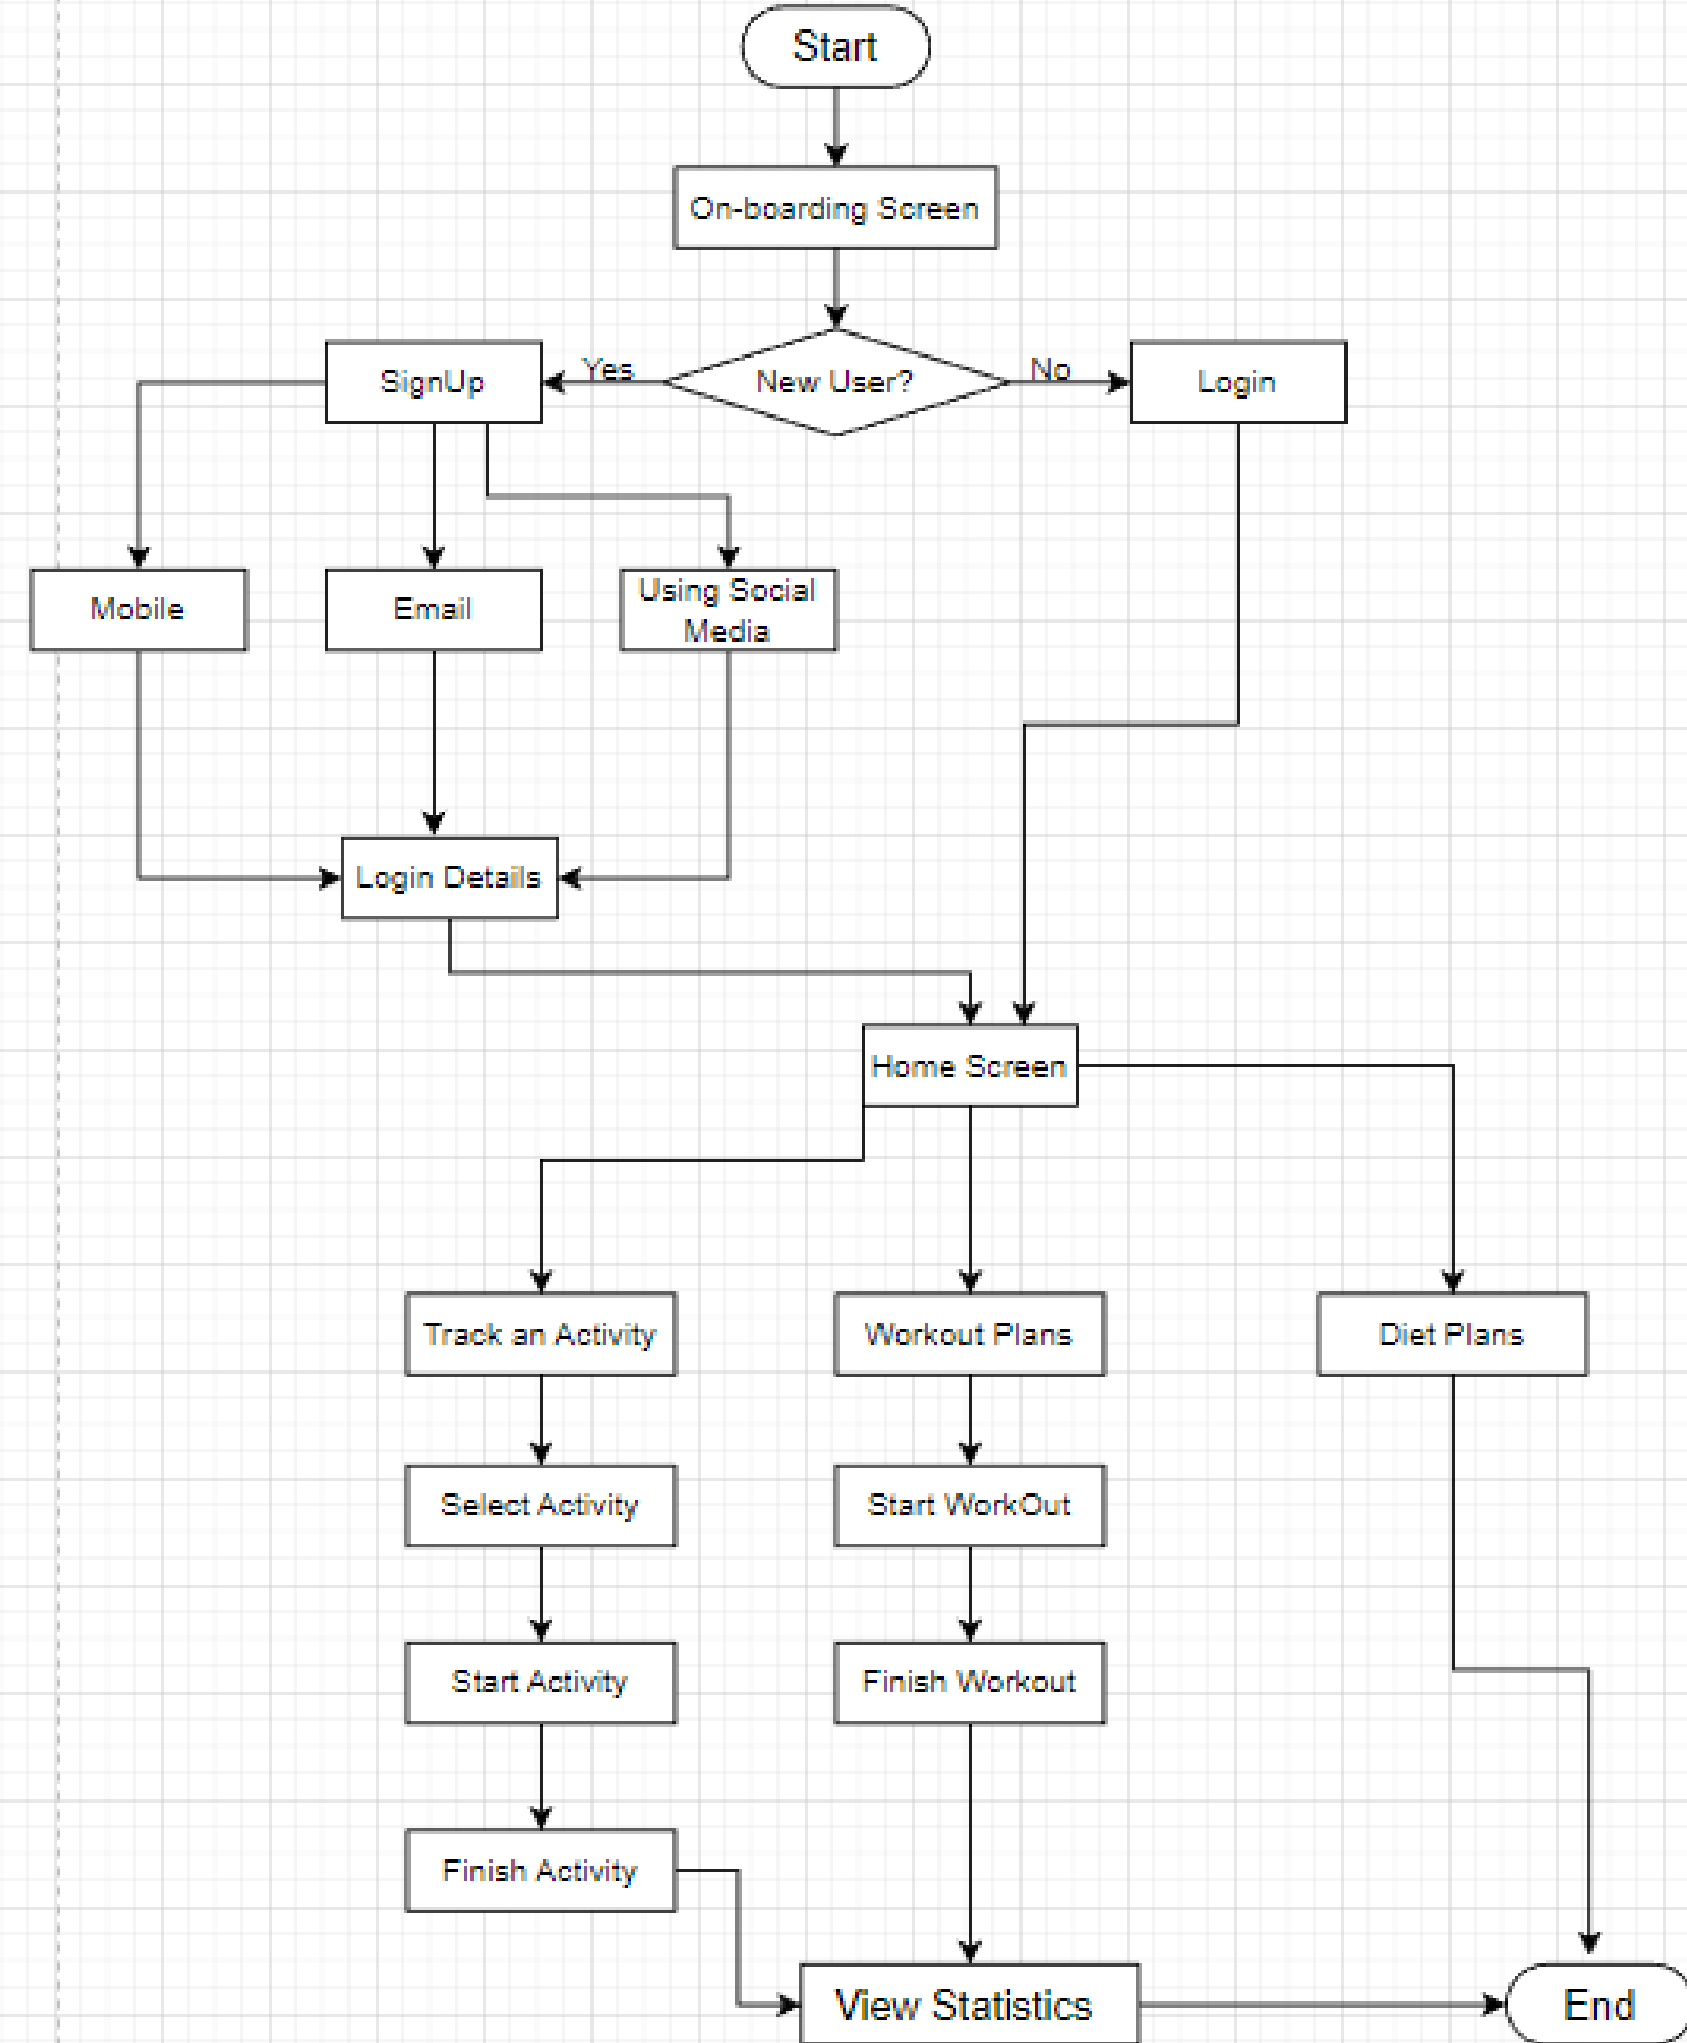 Start
On-boarding Screen
SignUp
Yes
New User?
No
Login
Mobile
Email
Using Social
Media
Login Details
Home Screen
Track an Activity
Workout Plans
Diet Plans
Select Activity
Start WorkOut
Start Activity
Finish Workout
Finish Activity
View Statistics
End